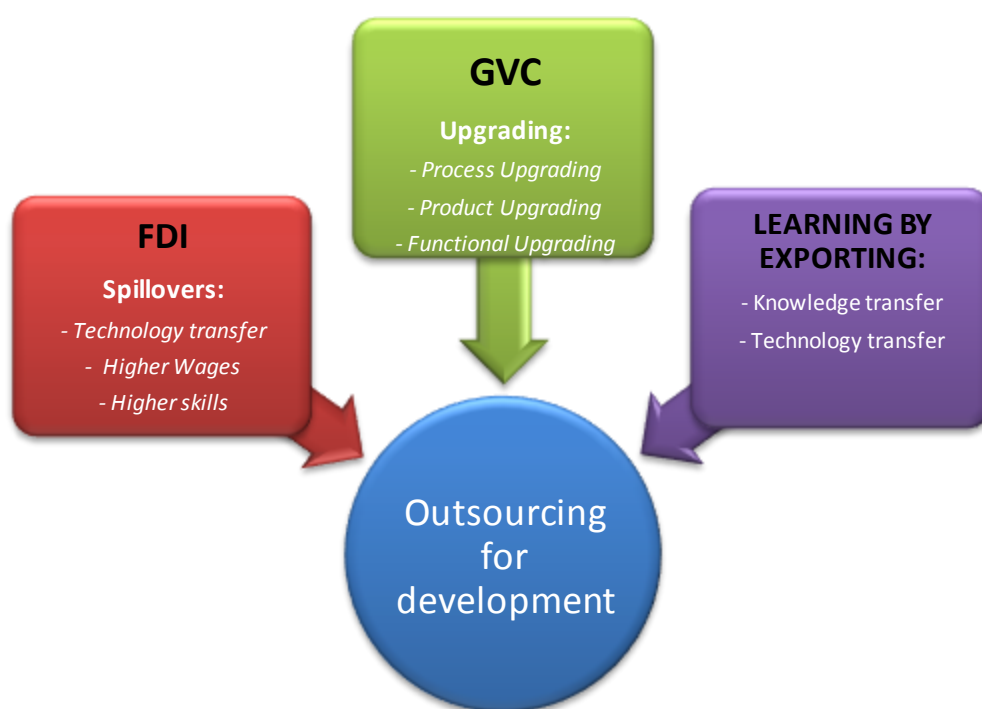 GVC
Upgrading:
- Process Upgrading
- Product Upgrading
- Functional Upgrading
FDI
Spillovers:
- Technology transfer
- Higher Wages
- Higher skills
LEARNING BY
EXPORTING:
- Knowledge transfer
- Technology transfer
Outsourcing
for
development